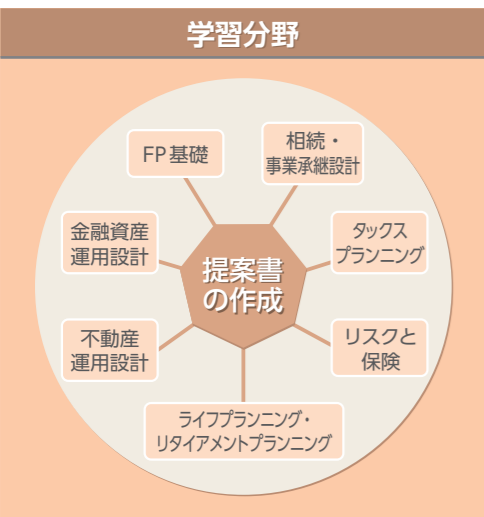 学習分野
FP基礎
相続・
事業承継設計
金融資産
運用設計
タックス
プランニング
提案書
の作成
不動産
運用設計
リスクと
保険
ライフプランニング・
リタイアメントプランニング